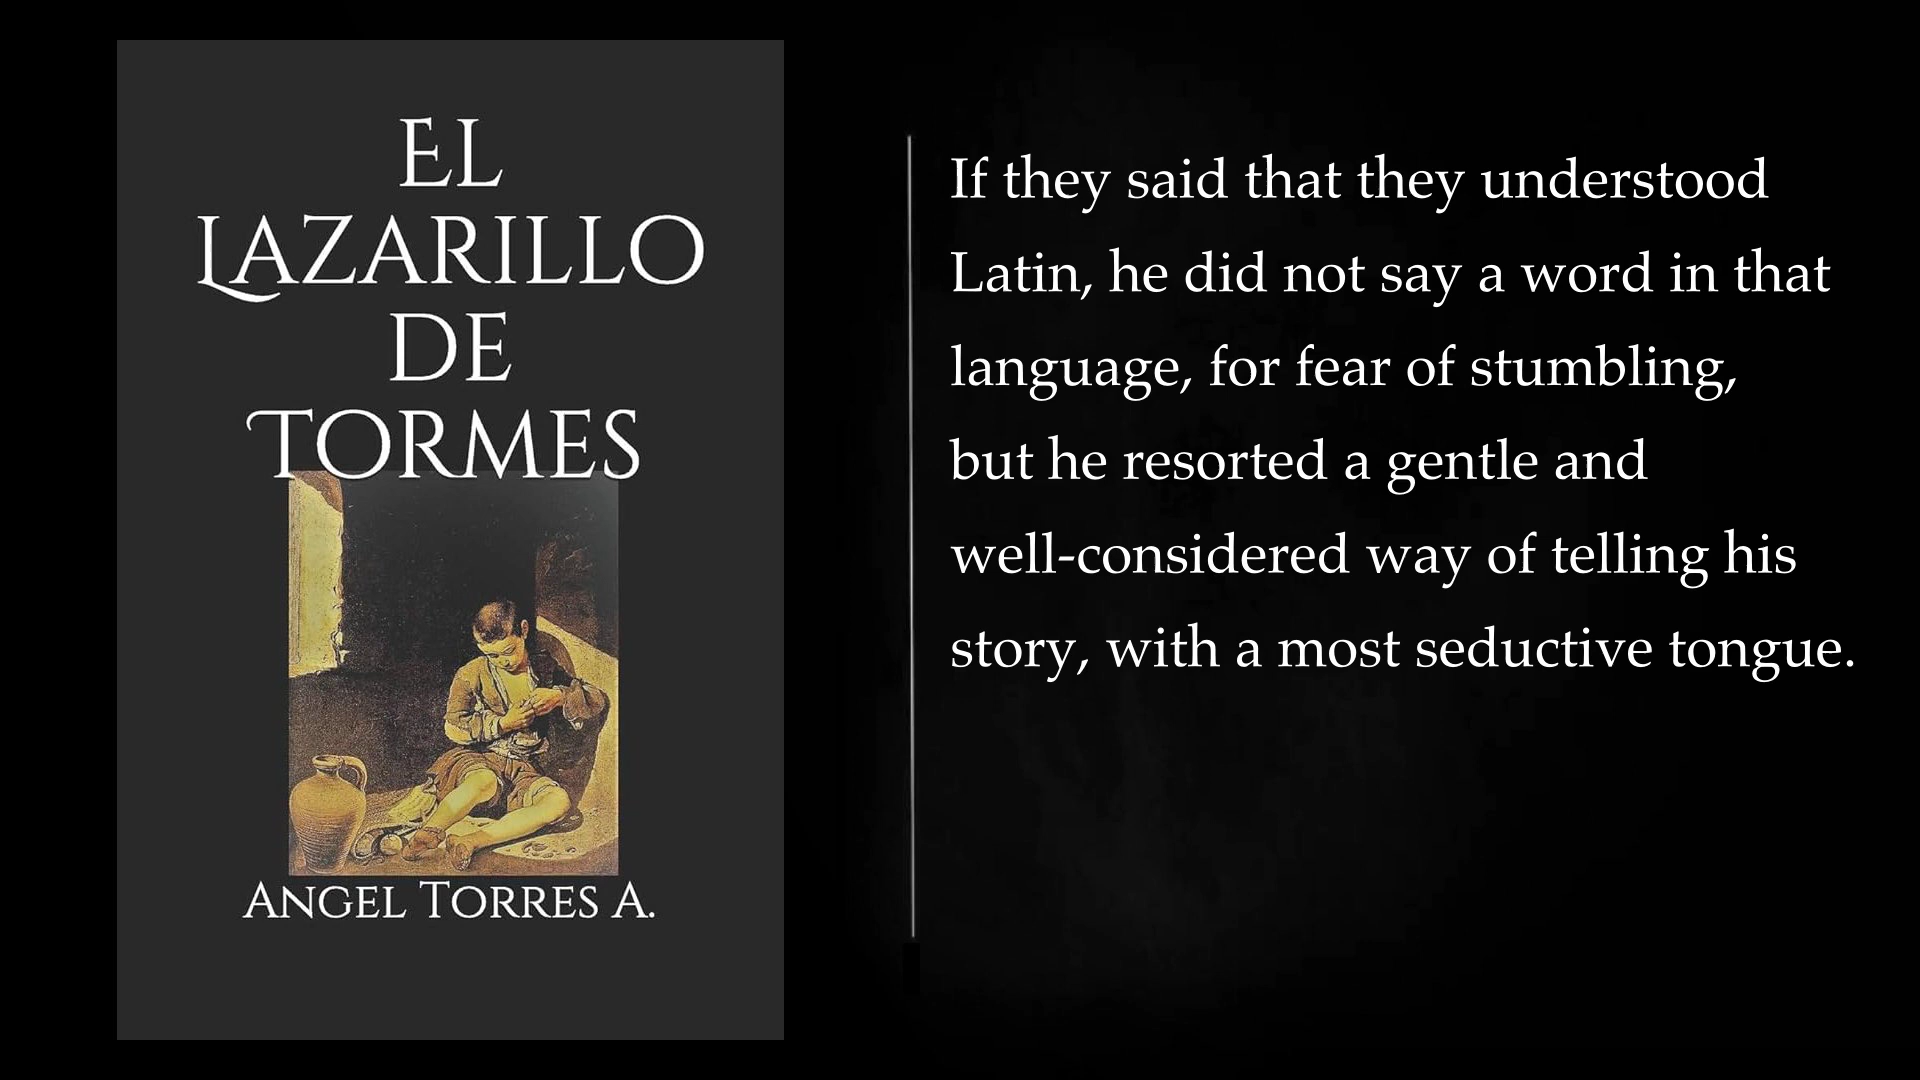 EL
LAZARILLO
DE
TORMES
ANGEL TORRES A.
If they said that they understood
Latin, he did not say a word in that
language, for fear of stumbling,
but he resorted a gentle and
well-considered way of telling his
story, with a most seductive tongue.